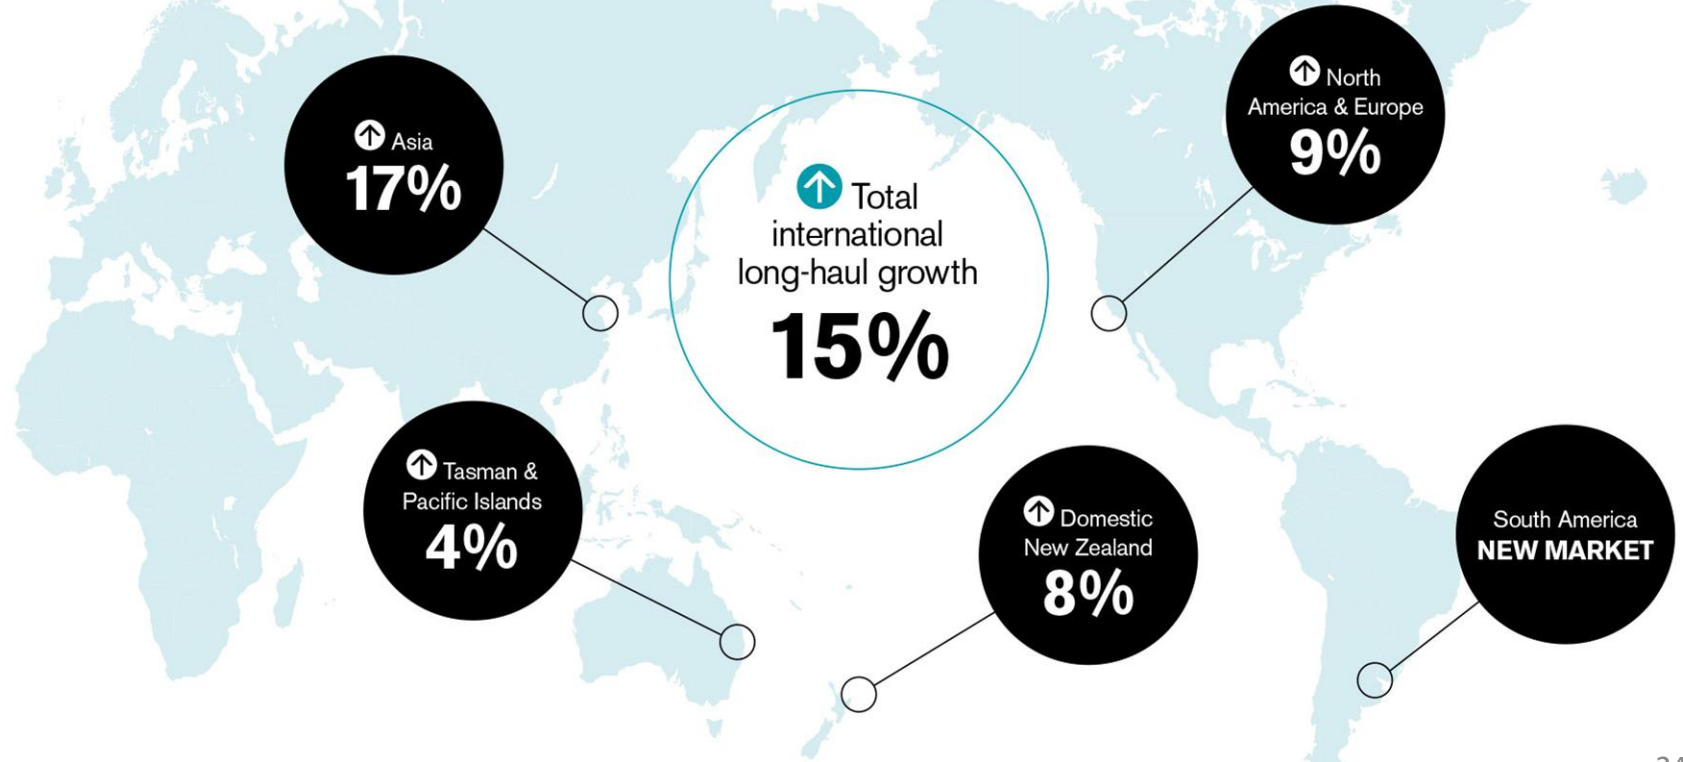 Asia
17%
Total
international
long-haul growth
15%
North
America & Europe
9%
Tasman &
Pacific Islands
4%
Domestic
New Zealand
8%
South America
NEW MARKET